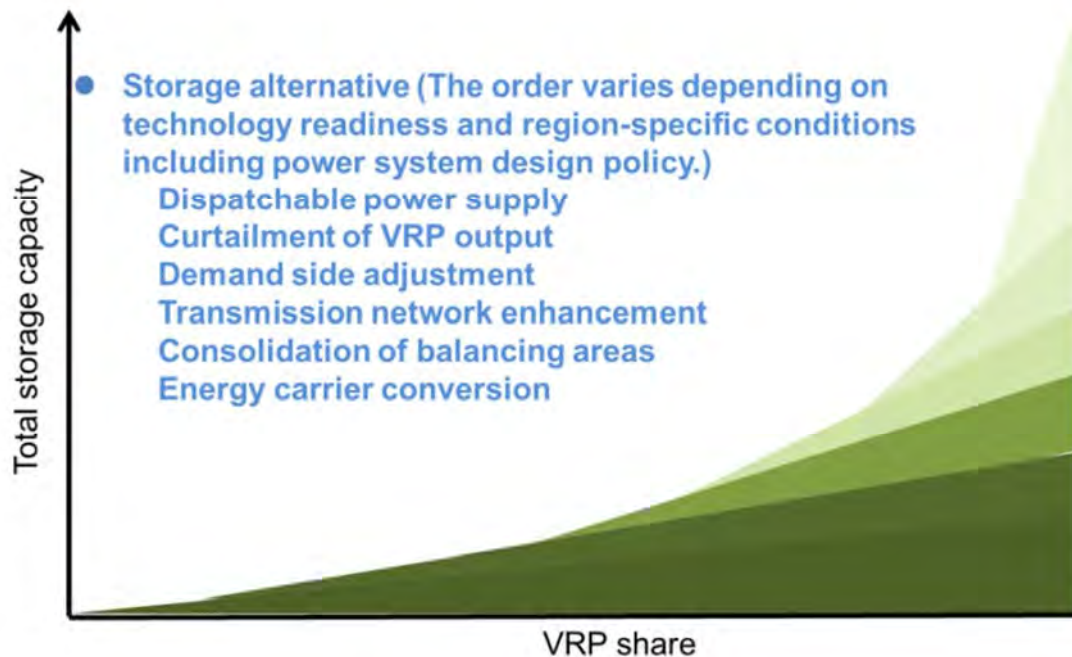 ● Storage alternative (The order varies depending on
technology readiness and region-specific conditions
including power system design policy.)
Dispatchable power supply
Curtailment of VRP output
Demand side adjustment
Transmission network enhancement
Consolidation of balancing areas
Energy carrier conversion
Total storage capacity
VRP share